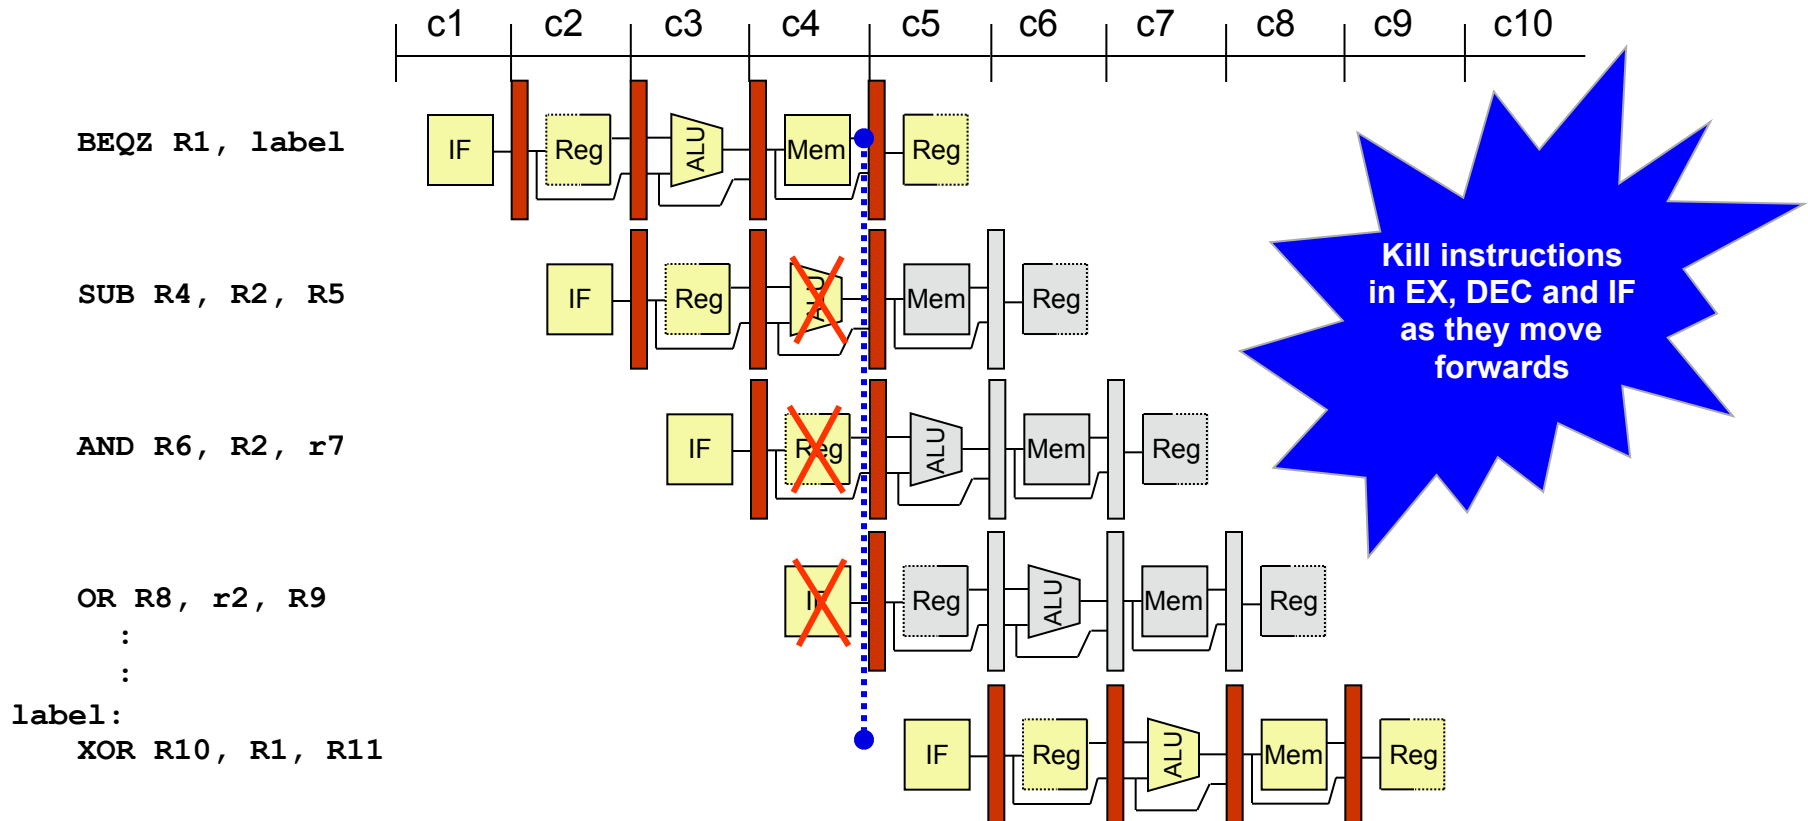 c1 c2 c3 c4 c5 c6 c7 c8 c9 c10
BEQZ R1, label IF Reg ALU Mem Reg
SUB R4, R2, R5 IF Reg ALU Mem Reg
AND R6, R2, r7 IF Reg ALU Mem Reg
OR R8, r2, R9 IF Reg ALU Mem Reg
:
:
label:
XOR R10, R1, R11 IF Reg ALU Mem Reg
Kill instructions
in EX, DEC and IF
as they move
forwards